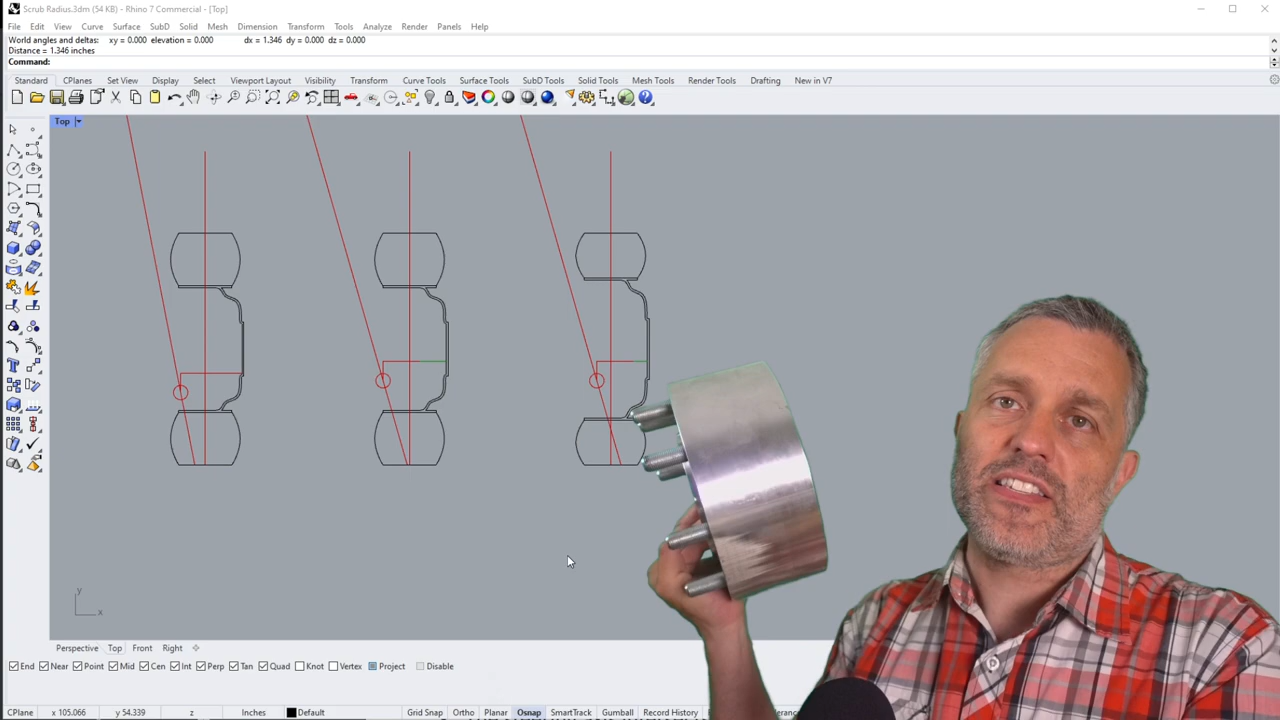 Scrub Radius.3dm (54 KB) - Rhino 7 Commercial - [Top]
File Edit View Curve Surface SubD Solid Mesh Dimension Transform Tools Analyze Render Panels Help
World angles and deltas: xy = 0.000 elevation = 0.000 dx = 1.346 dy = 0.000 dz = 0.000
Distance = 1.346 inches
Command:
Standard CPlanes Set View Display Select Viewport Layout Visibility Transform Curve Tools Surface Tools SubD Tools Solid Tools Mesh Tools Render Tools Drafting New in V7
Top
y
x
Perspective Top Front Right
End Near Point Mid Cen Int Perp Tan Quad Knot Vertex Project Disable
CPlane x 105.066 y 54.339 z Inches Default Grid Snap Ortho Planar Osnap SmartTrack Gumball Record History